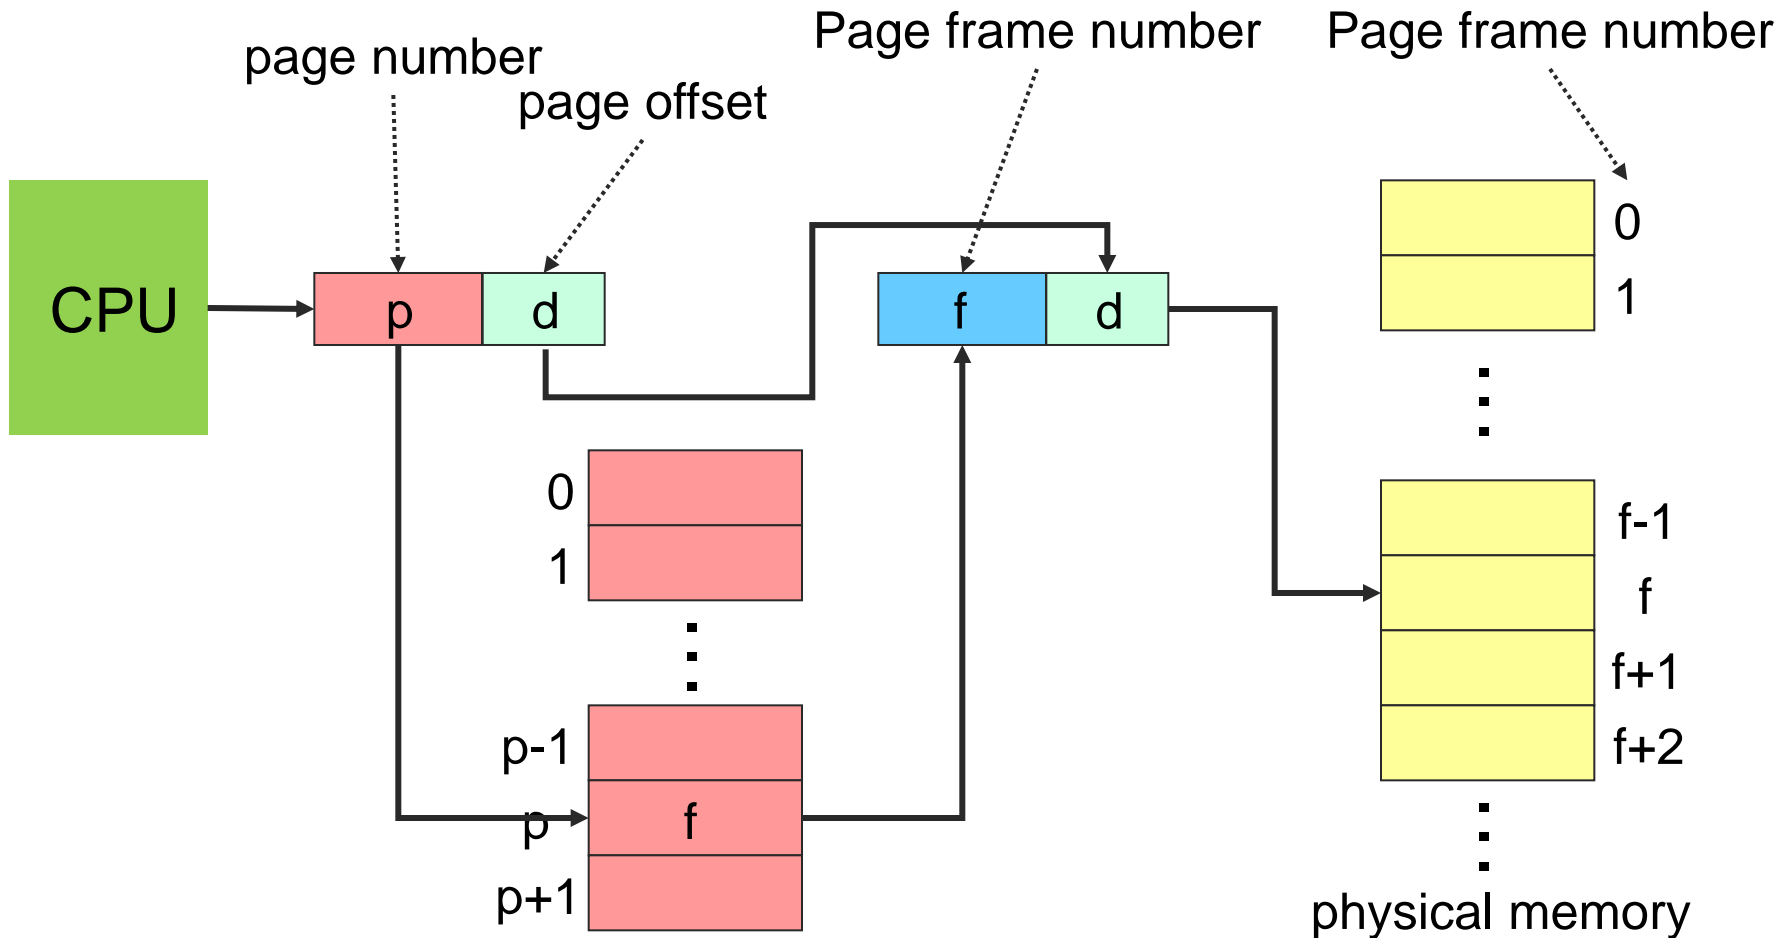 page number
page offset
Page frame number
Page frame number
CPU
p
d
f
d
0
1
f-1
f
f+1
f+2
0
1
p-1
p
f
p+1
physical memory